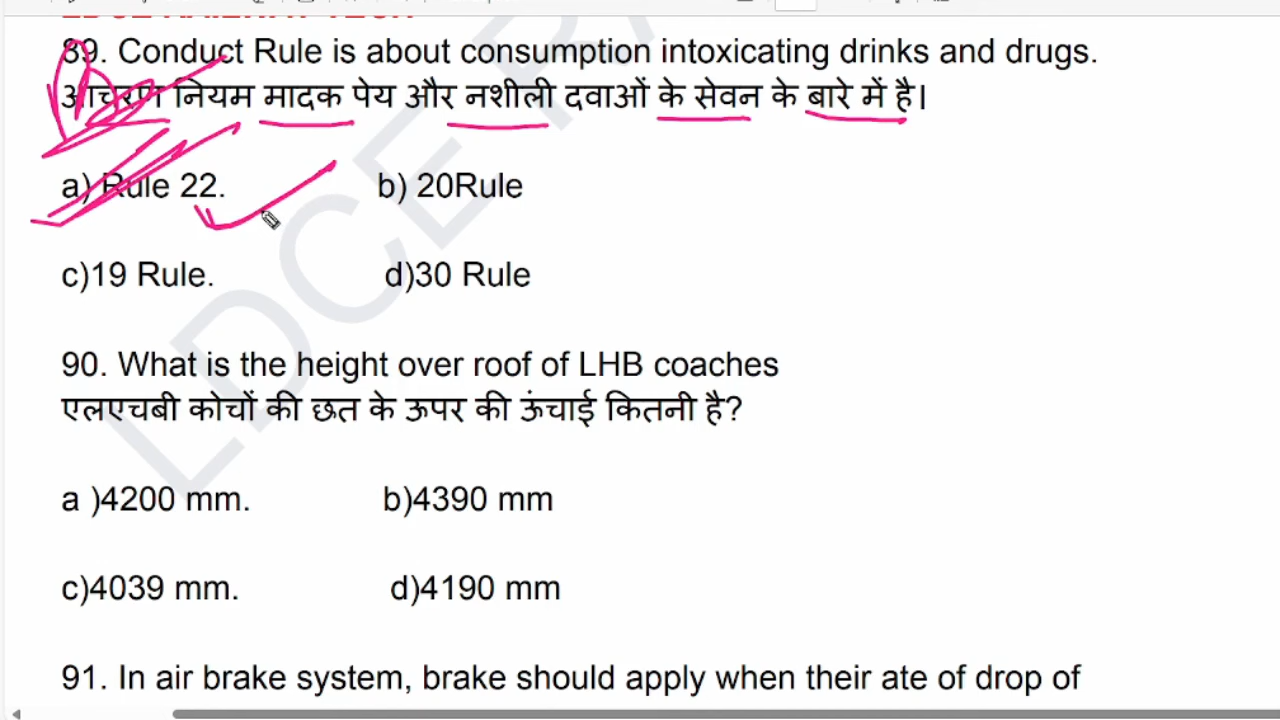 89. Conduct Rule is about consumption intoxicating drinks and drugs.
आचरण नियम मादक पेय और नशीली दवाओं के सेवन के बारे में है।
a) Rule 22. b) 20Rule
c)19 Rule. d)30 Rule
90. What is the height over roof of LHB coaches
एलएचबी कोचों की छत के ऊपर की ऊंचाई कितनी है?
a )4200 mm. b)4390 mm
c)4039 mm. d)4190 mm
91. In air brake system, brake should apply when their ate of drop of
LDCE RA